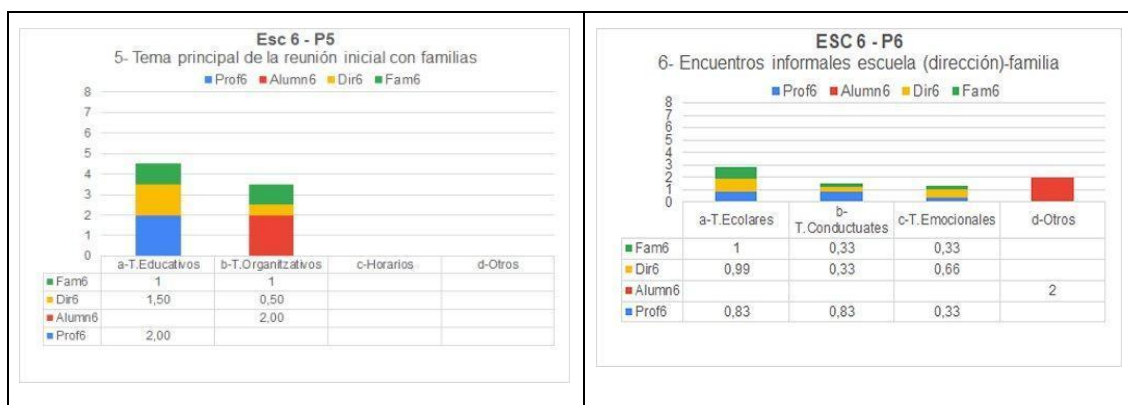 Esc 6 - P5
5- Tema principal de la reunión inicial con familias
Prof6 Alumn6 Dir6 Fam6
8
7
6
5
4
3
2
1
0
a-T.Educativos b-T.Organitzativos c-Horarios d-Otros
Fam6 1 1
Dir6 1,50 0,50
Alumn6 2,00
Prof6 2,00
ESC 6 - P6
6- Encuentros informales escuela (dirección)-familia
Prof6 Alumn6 Dir6 Fam6
8
7
6
5
4
3
2
1
0
a-T.Ecolares b- c-T.Emocionales d-Otros
T.Conductuates
Fam6 1 0,33 0,33
Dir6 0,99 0,33 0,66
Alumn6 2
Prof6 0,83 0,83 0,33